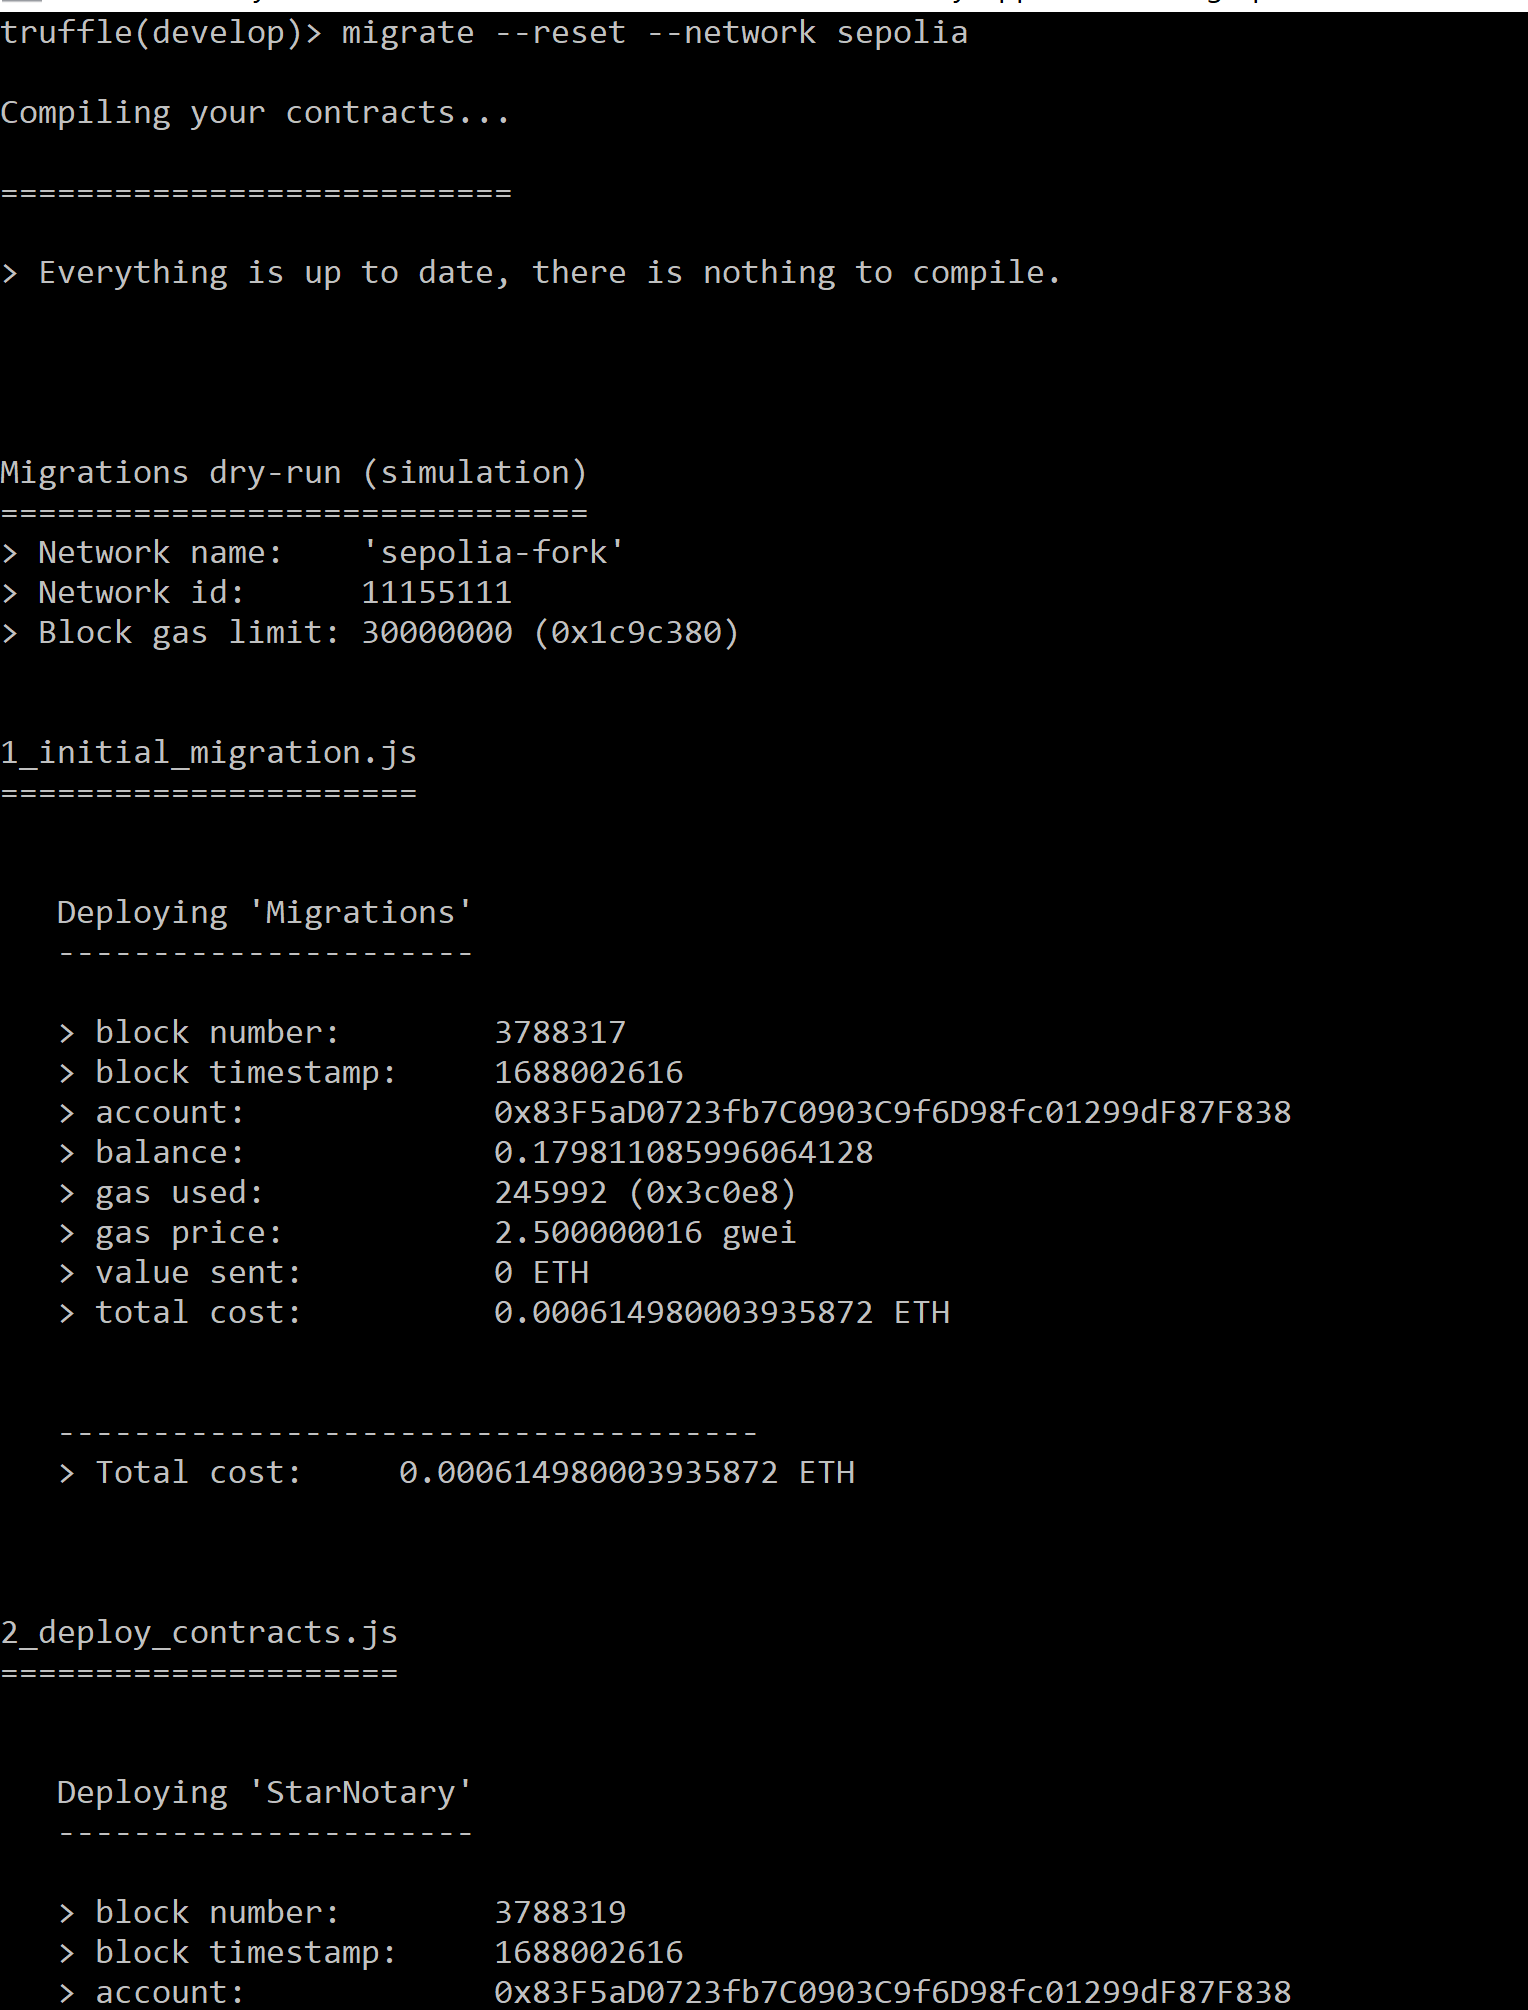 truffle(develop)> migrate --reset --network sepolia
Compiling your contracts...
===========================
> Everything is up to date, there is nothing to compile.
Migrations dry-run (simulation)
===============================
> Network name:    'sepolia-fork'
> Network id:      11155111
> Block gas limit: 30000000 (0x1c9c380)
1_initial_migration.js
======================
   Deploying 'Migrations'
   ----------------------
   > block number:        3788317
   > block timestamp:     1688002616
   > account:             0x83F5aD0723fb7C0903C9f6D98fc01299dF87F838
   > balance:             0.179811085996064128
   > gas used:            245992 (0x3c0e8)
   > gas price:           2.500000016 gwei
   > value sent:          0 ETH
   > total cost:          0.000614980003935872 ETH
   -------------------------------------
   > Total cost:     0.000614980003935872 ETH
2_deploy_contracts.js
=====================
   Deploying 'StarNotary'
   ----------------------
   > block number:        3788319
   > block timestamp:     1688002616
   > account:             0x83F5aD0723fb7C0903C9f6D98fc01299dF87F838